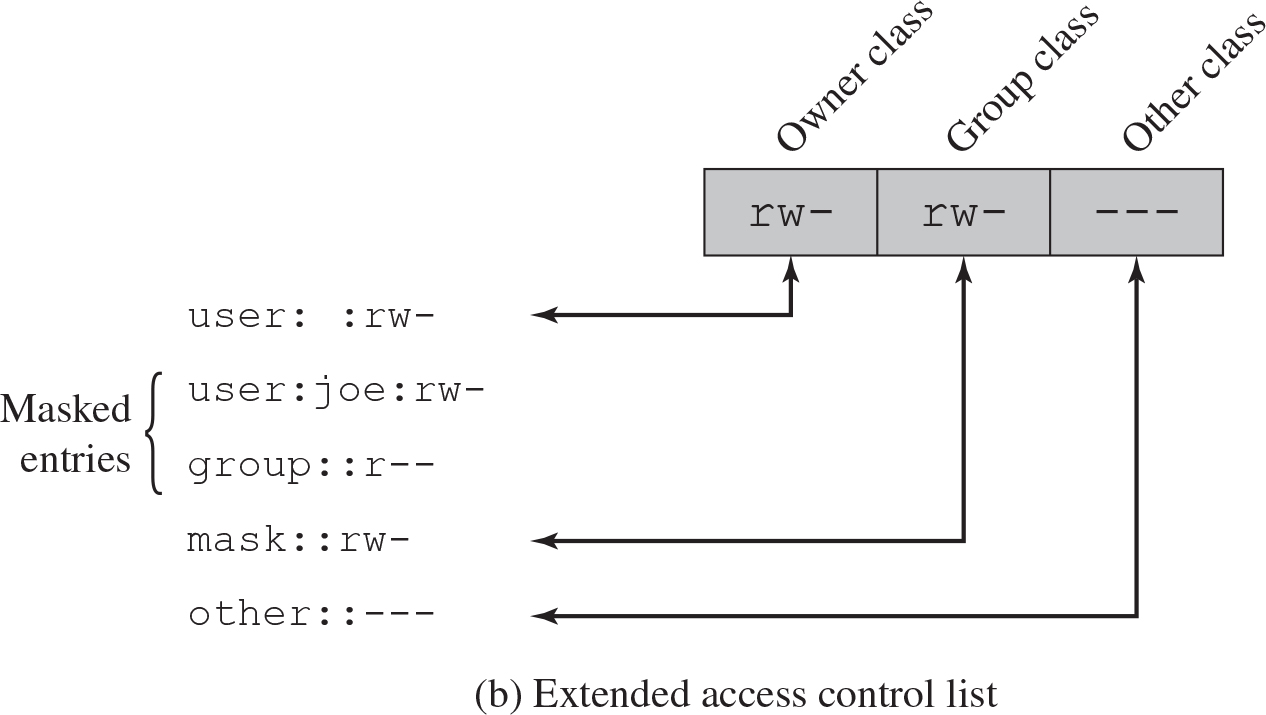 Owner class
Group class
Other class
rw- rw- ---
user: :rw-
Masked
entries
user:joe:rw-
group::r--
mask::rw-
other::---
(b) Extended access control list